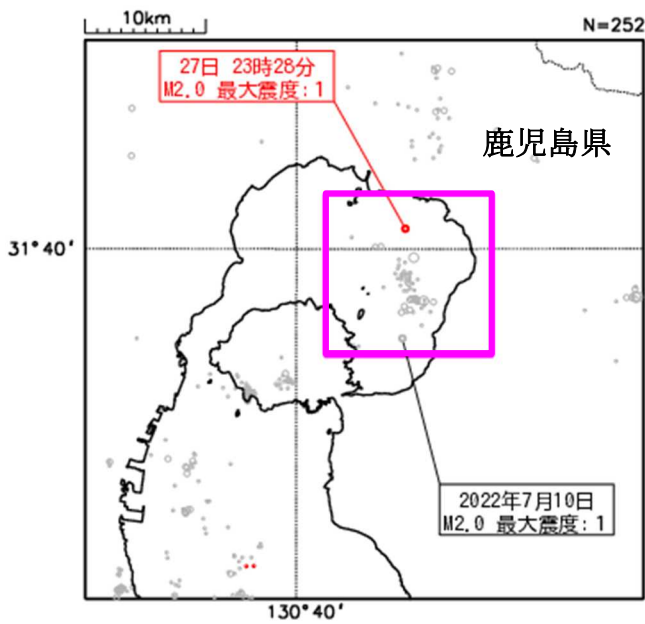 10km
N=252
27日 23時28分
M2.0 最大震度:1
鹿児島県
31°40′
2022年7月10日
M2.0 最大震度:1
130°40′